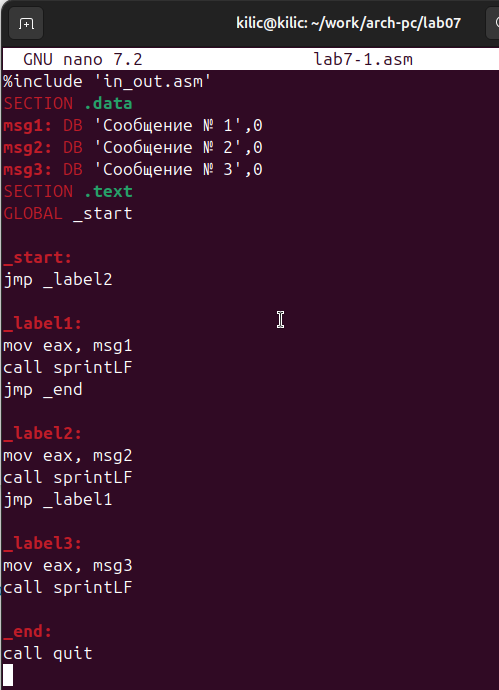 kilic@kilic: ~/work/arch-pc/lab07
GNU nano 7.2 lab7-1.asm
%include 'in_out.asm'
SECTION .data
msg1: DB 'Сообщение № 1',0
msg2: DB 'Сообщение № 2',0
msg3: DB 'Сообщение № 3',0
SECTION .text
GLOBAL _start
_start:
jmp _label2
_label1:
mov eax, msg1
call sprintLF
jmp _end
_label2:
mov eax, msg2
call sprintLF
jmp _label1
_label3:
mov eax, msg3
call sprintLF
_end:
call quit